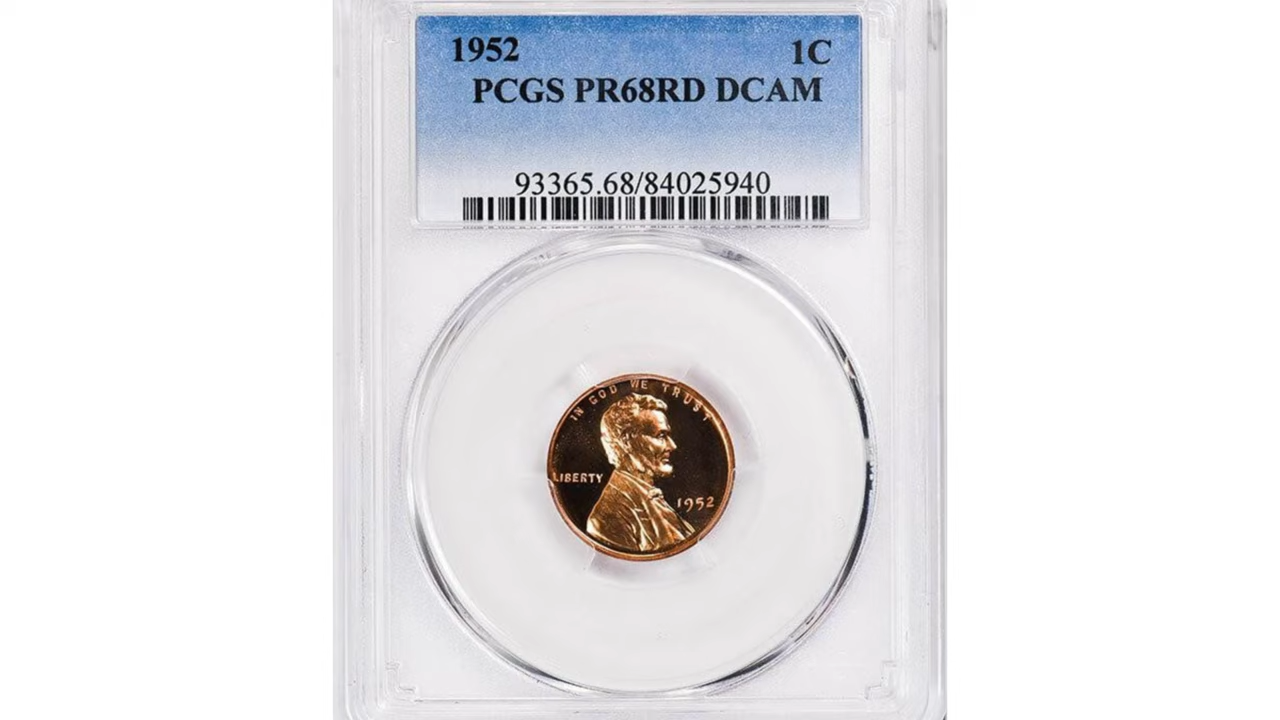 1952 1C
PCGS PR68RD DCAM
93365.68/84025940
IN GOD WE TRUST
LIBERTY
1952